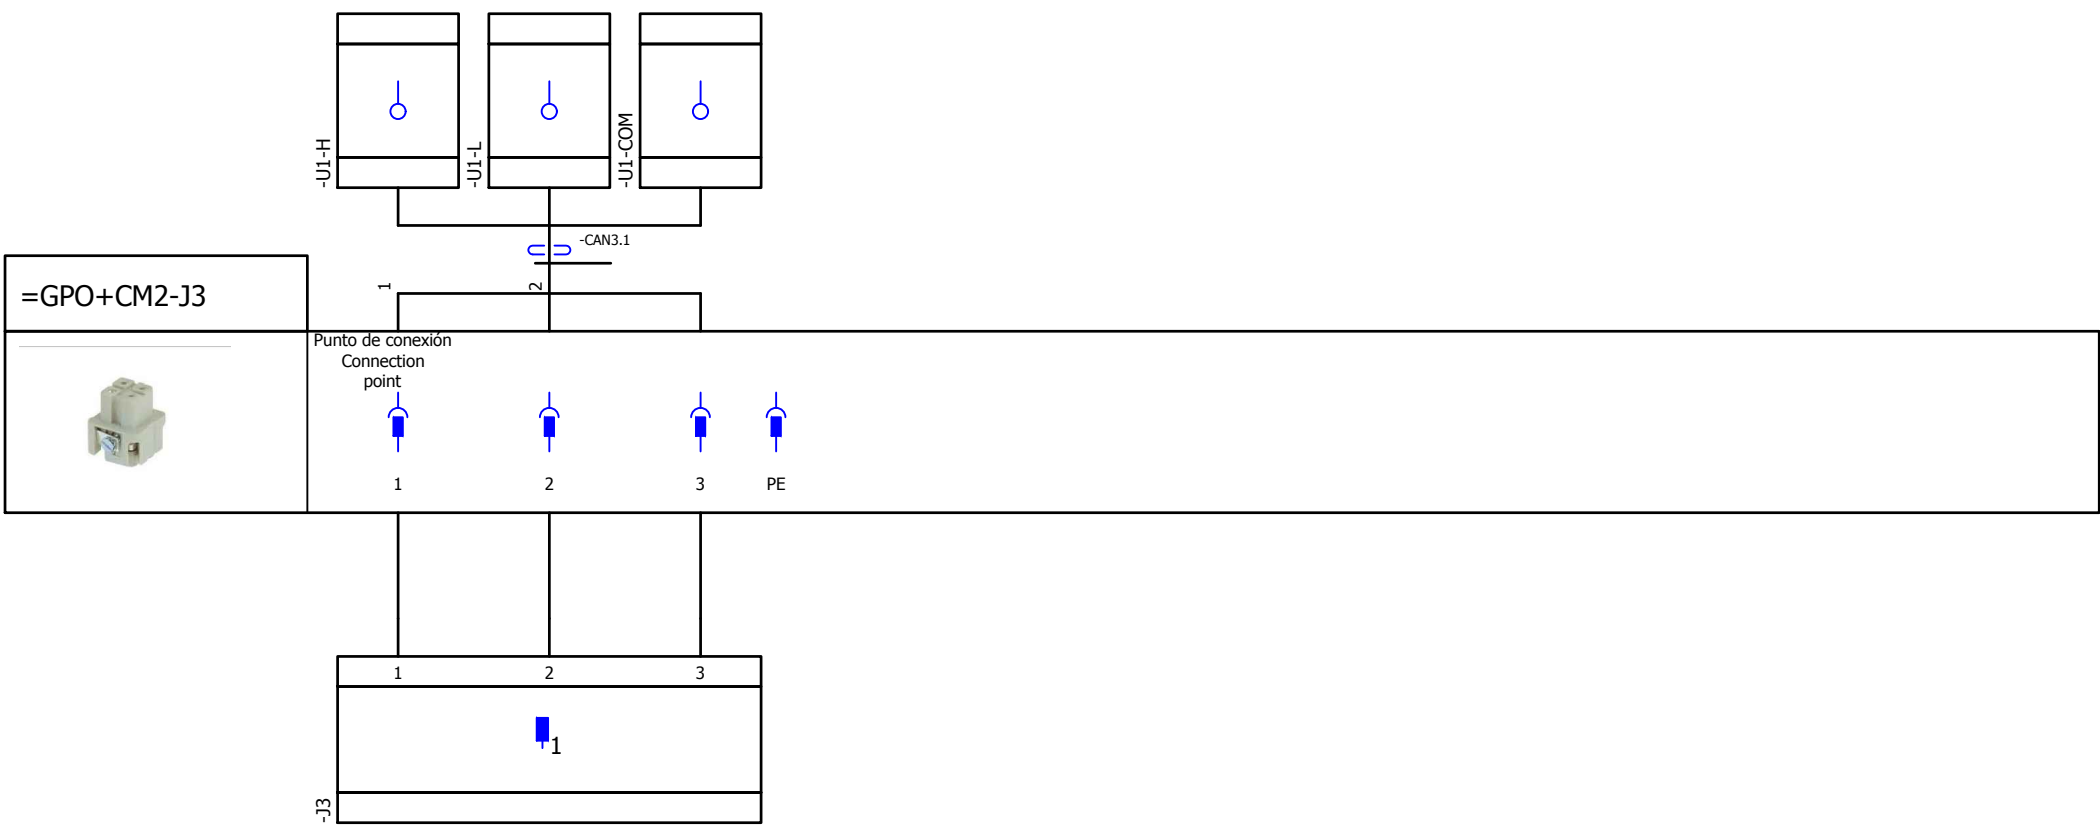 -U1-H
-U1-L
-U1-COM
-CAN3.1
=GPO+CM2-J3
1
2
Punto de conexión
Connection
point
1
2
3
PE
1
2
3
1
-J3